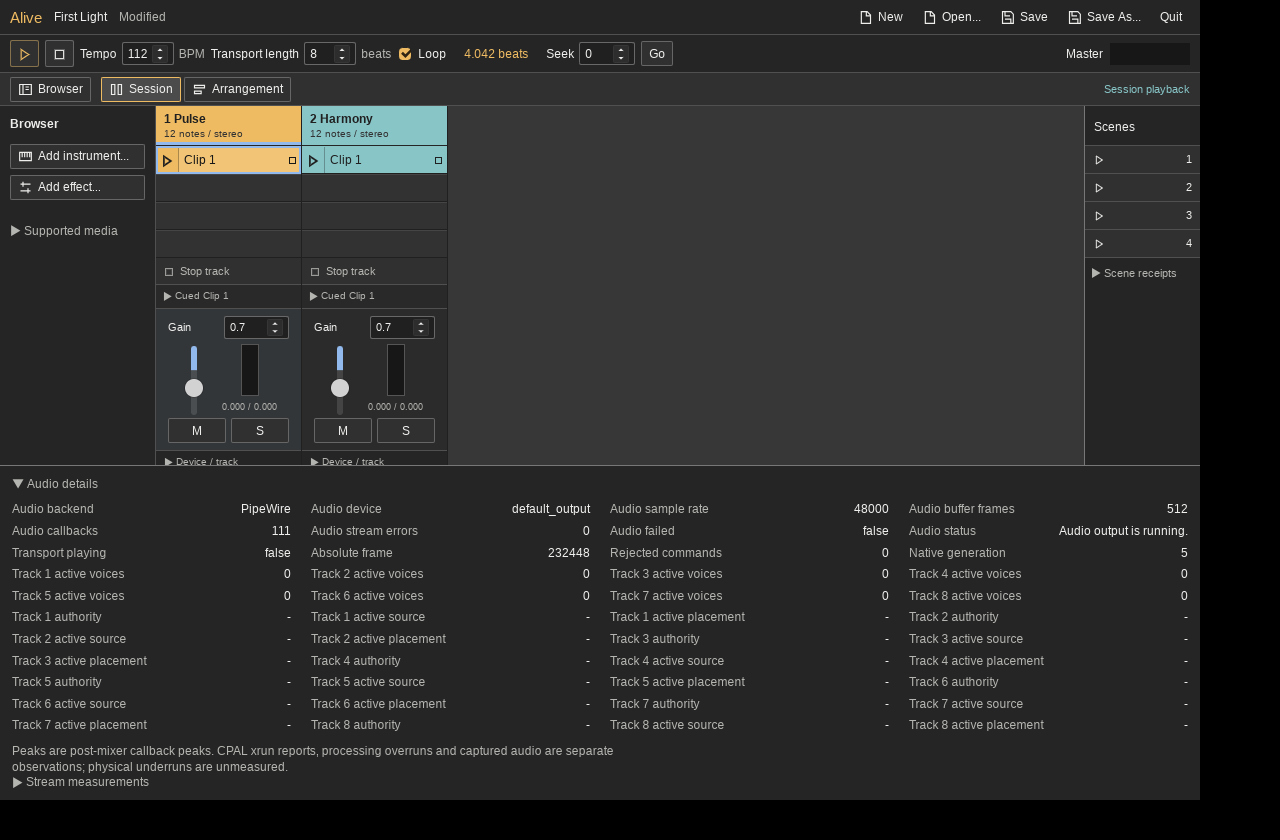 Alive First Light Modified New Open... Save Save As... Quit
Tempo 112 BPM Transport length 8 beats Loop 4.042 beats Seek 0 Go Master
Browser Session Arrangement Session playback
Browser
Add instrument...
Add effect...
Supported media
1 Pulse
12 notes / stereo
Clip 1
Stop track
Cued Clip 1
Gain 0.7
0.000 / 0.000
M S
Device / track
2 Harmony
12 notes / stereo
Clip 1
Stop track
Cued Clip 1
Gain 0.7
0.000 / 0.000
M S
Device / track
Scenes
1
2
3
4
Scene receipts
Audio details
Audio backend PipeWire Audio device default_output Audio sample rate 48000 Audio buffer frames 512
Audio callbacks 111 Audio stream errors 0 Audio failed false Audio status Audio output is running.
Transport playing false Absolute frame 232448 Rejected commands 0 Native generation 5
Track 1 active voices 0 Track 2 active voices 0 Track 3 active voices 0 Track 4 active voices 0
Track 5 active voices 0 Track 6 active voices 0 Track 7 active voices 0 Track 8 active voices 0
Track 1 authority - Track 1 active source - Track 1 active placement - Track 2 authority -
Track 2 active source - Track 2 active placement - Track 3 authority - Track 3 active source -
Track 3 active placement - Track 4 authority - Track 4 active source - Track 4 active placement -
Track 5 authority - Track 5 active source - Track 5 active placement - Track 6 authority -
Track 6 active source - Track 6 active placement - Track 7 authority - Track 7 active source -
Track 7 active placement - Track 8 authority - Track 8 active source - Track 8 active placement -
Peaks are post-mixer callback peaks. CPAL xrun reports, processing overruns and captured audio are separate
observations; physical underruns are unmeasured.
Stream measurements